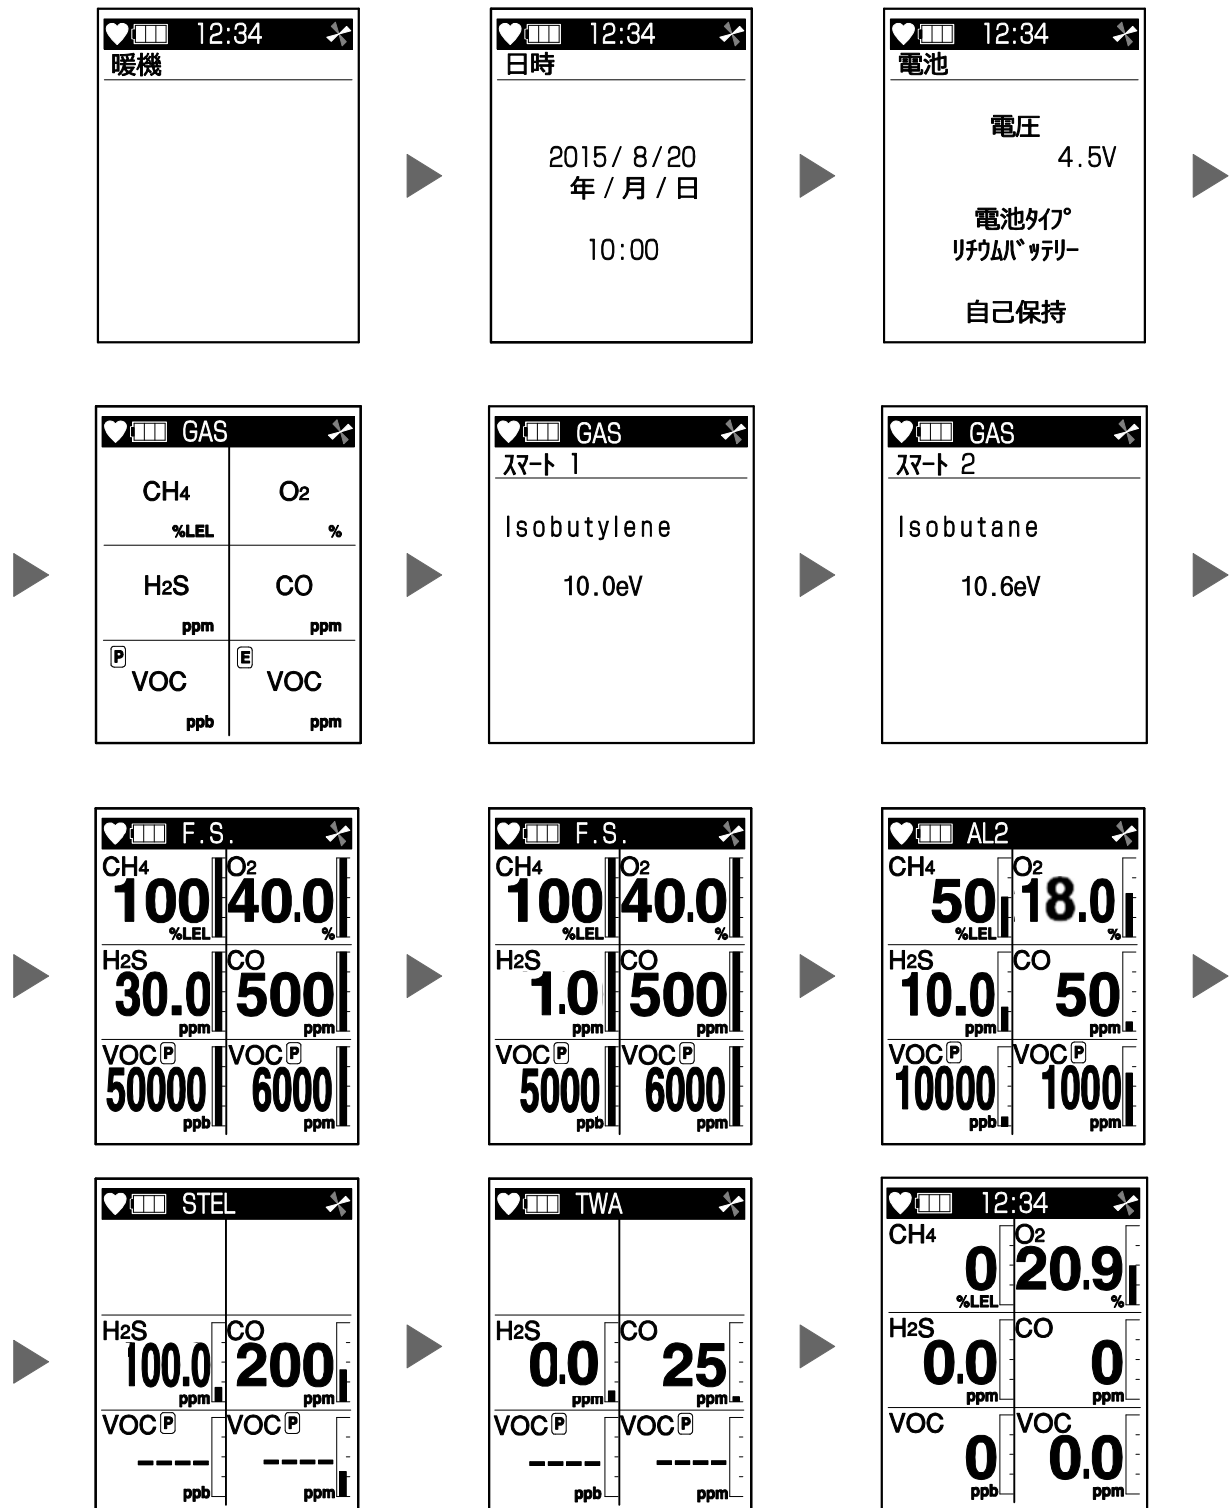 12:34
暖機
12:34
日時
2015/ 8/20
年 / 月 / 日
10:00
12:34
電池
電圧
4.5V
電池ﾀｲﾌﾟ
ﾘﾁｳﾑﾊﾞｯﾃﾘｰ
自己保持
GAS
CH4
%LEL
O2
%
H2S
ppm
CO
ppm
P
VOC
ppb
E
VOC
ppm
GAS
ｽﾏｰﾄ 1
Isobutylene
10.0eV
GAS
ｽﾏｰﾄ 2
Isobutane
10.6eV
F.S.
CH4
100
%LEL
O2
40.0
%
H2S
30.0
ppm
CO
500
ppm
VOC P
50000
ppb
VOC P
6000
ppm
F.S.
CH4
100
%LEL
O2
40.0
%
H2S
1.0
ppm
CO
500
ppm
VOC P
5000
ppb
VOC P
6000
ppm
AL2
CH4
50
%LEL
O2
18.0
%
H2S
10.0
ppm
CO
50
ppm
VOC P
10000
ppb
VOC P
1000
ppm
STEL
H2S
100.0
ppm
CO
200
ppm
VOC P
----
ppb
VOC P
----
ppm
TWA
H2S
0.0
ppm
CO
25
ppm
VOC P
----
ppb
VOC P
----
ppm
12:34
CH4
0
%LEL
O2
20.9
%
H2S
0.0
ppm
CO
0
ppm
VOC
0
ppb
VOC
0.0
ppm